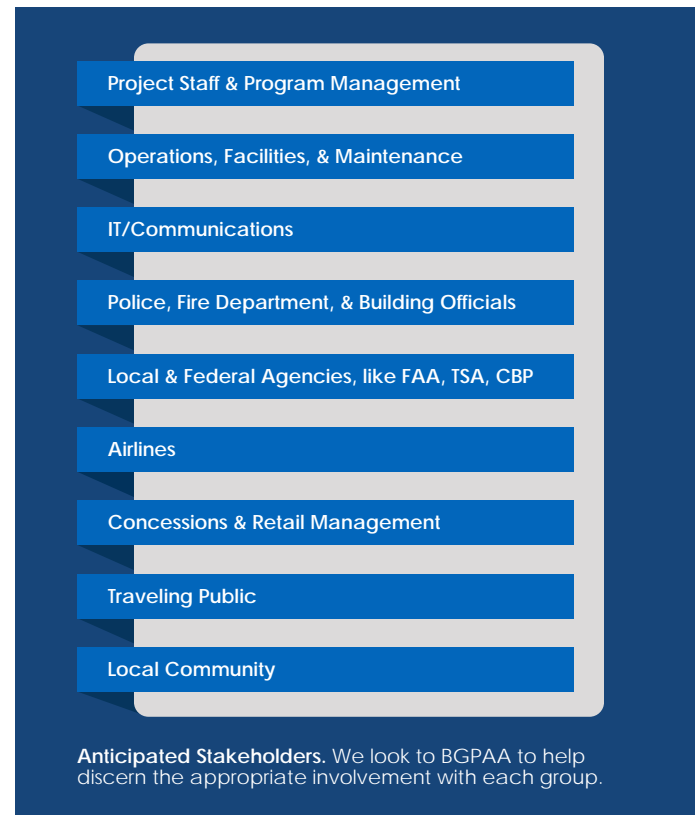 Project Staff & Program Management
Operations, Facilities, & Maintenance
IT/Communications
Police, Fire Department, & Building Officials
Local & Federal Agencies, like FAA, TSA, CBP
Airlines
Concessions & Retail Management
Traveling Public
Local Community
Anticipated Stakeholders. We look to BGPAA to help
discern the appropriate involvement with each group.